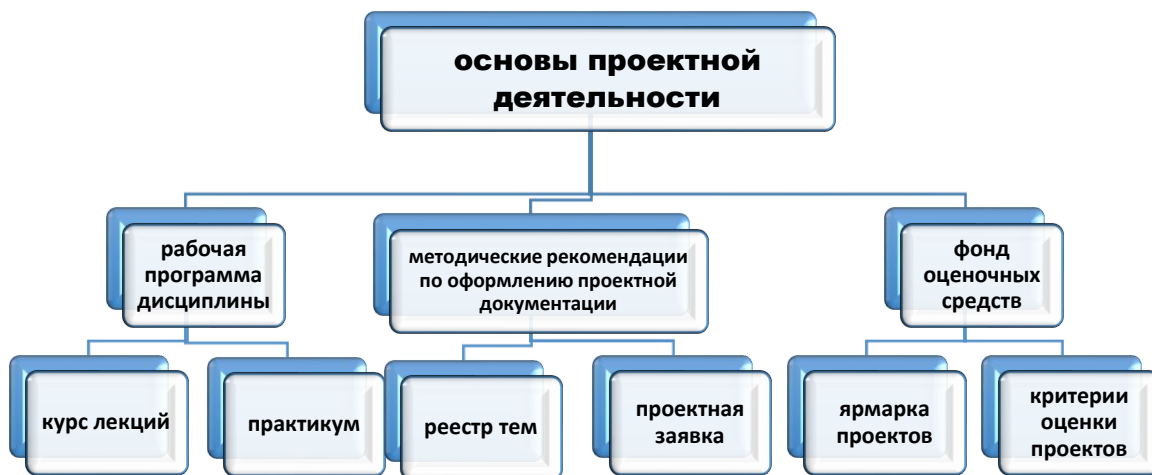 основы проектной
деятельности
рабочая
программа
дисциплины
методические рекомендации
по оформлению проектной
документации
фонд
оценочных
средств
курс лекций
практикум
реестр тем
проектная
заявка
ярмарка
проектов
критерии
оценки
проектов